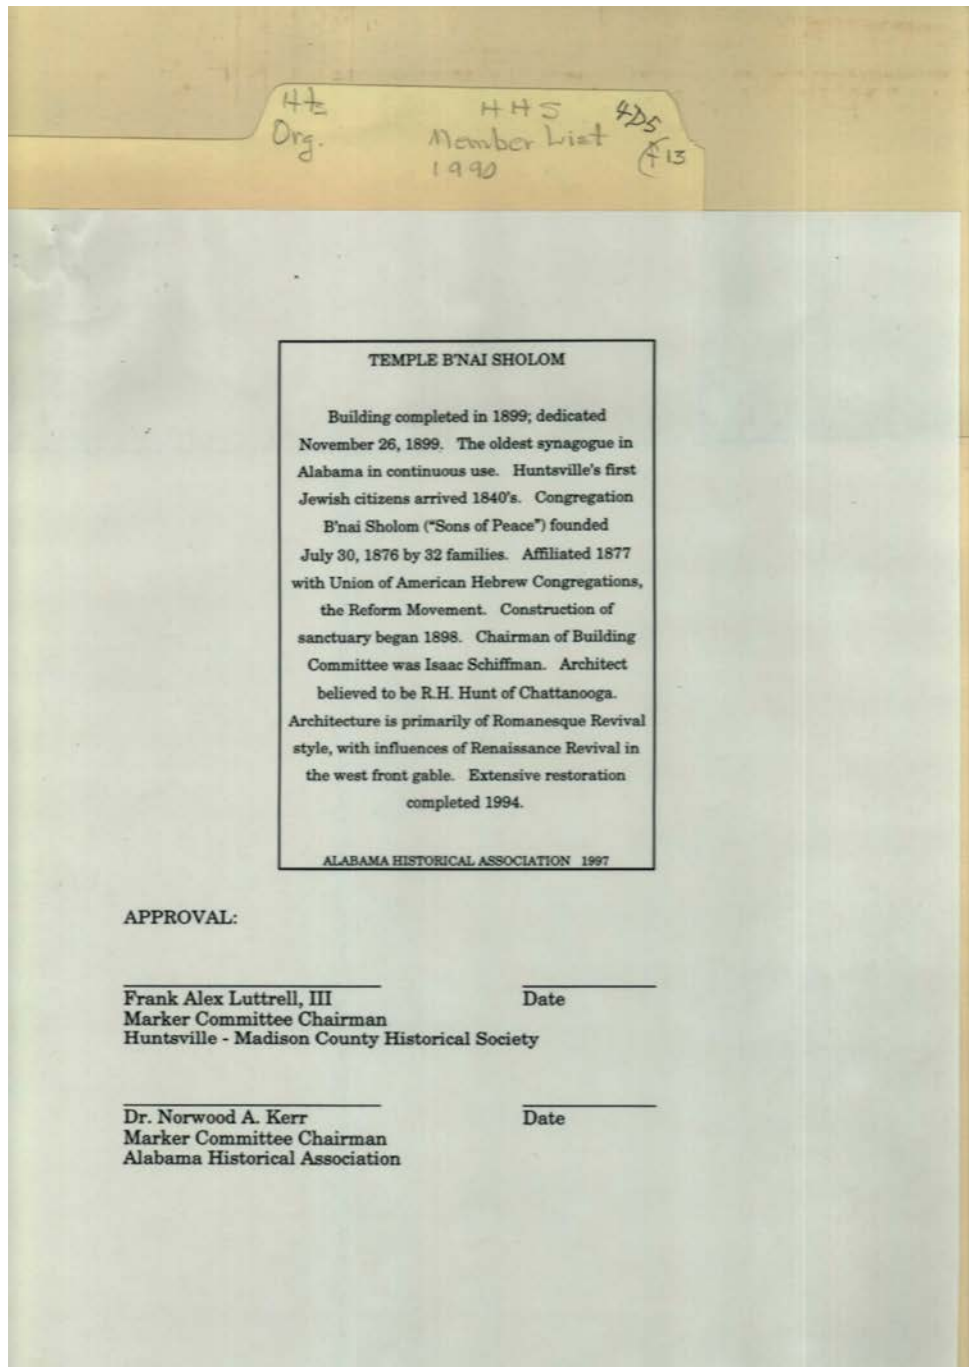 Hts
Org.
HHS
Member List
1990
4D5
f 13
TEMPLE B'NAI SHOLOM
Building completed in 1899; dedicated
November 26, 1899. The oldest synagogue in
Alabama in continuous use. Huntsville's first
Jewish citizens arrived 1840's. Congregation
B'nai Sholom ("Sons of Peace") founded
July 30, 1876 by 32 families. Affiliated 1877
with Union of American Hebrew Congregations,
the Reform Movement. Construction of
sanctuary began 1898. Chairman of Building
Committee was Isaac Schiffman. Architect
believed to be R.H. Hunt of Chattanooga.
Architecture is primarily of Romanesque Revival
style, with influences of Renaissance Revival in
the west front gable. Extensive restoration
completed 1994.
ALABAMA HISTORICAL ASSOCIATION 1997
APPROVAL:
Frank Alex Luttrell, III
Date
Marker Committee Chairman
Huntsville - Madison County Historical Society
Dr. Norwood A. Kerr
Date
Marker Committee Chairman
Alabama Historical Association